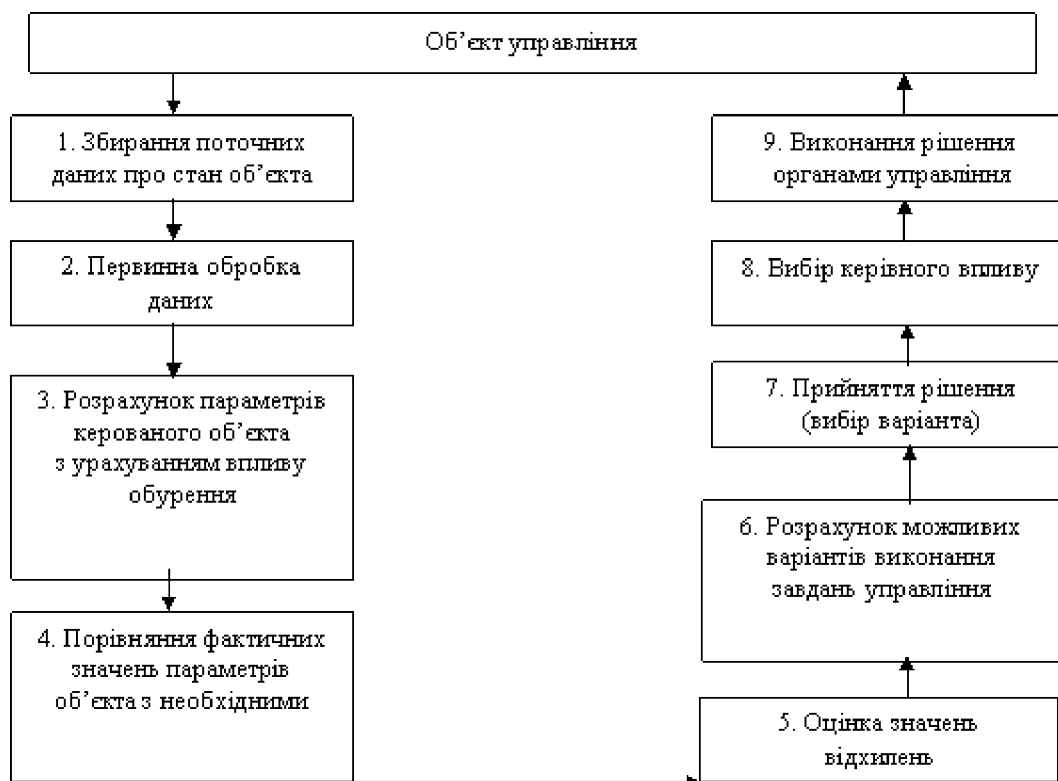 Об’єкт управління
1. Збирання поточних
даних про стан об’єкта
2. Первинна обробка
даних
3. Розрахунок параметрів
керованого об’єкта
з урахуванням впливу
обурення
4. Порівняння фактичних
значень параметрів
об’єкта з необхідними
5. Оцінка значень
відхилень
6. Розрахунок можливих
варіантів виконання
завдань управління
7. Прийняття рішення
(вибір варіанта)
8. Вибір керівного впливу
9. Виконання рішення
органами управління